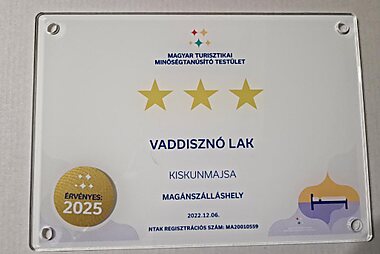 MAGYAR TURISZTIKAI
MINŐSÉGTANÚSÍTÓ TESTÜLET
VADDISZNÓ LAK
KISKUNMAJSA
MAGÁNSZÁLLÁSHELY
2022.12.06.
NTAK REGISZTRÁCIÓS SZÁM: MA20010559
ÉRVÉNYES:
2025